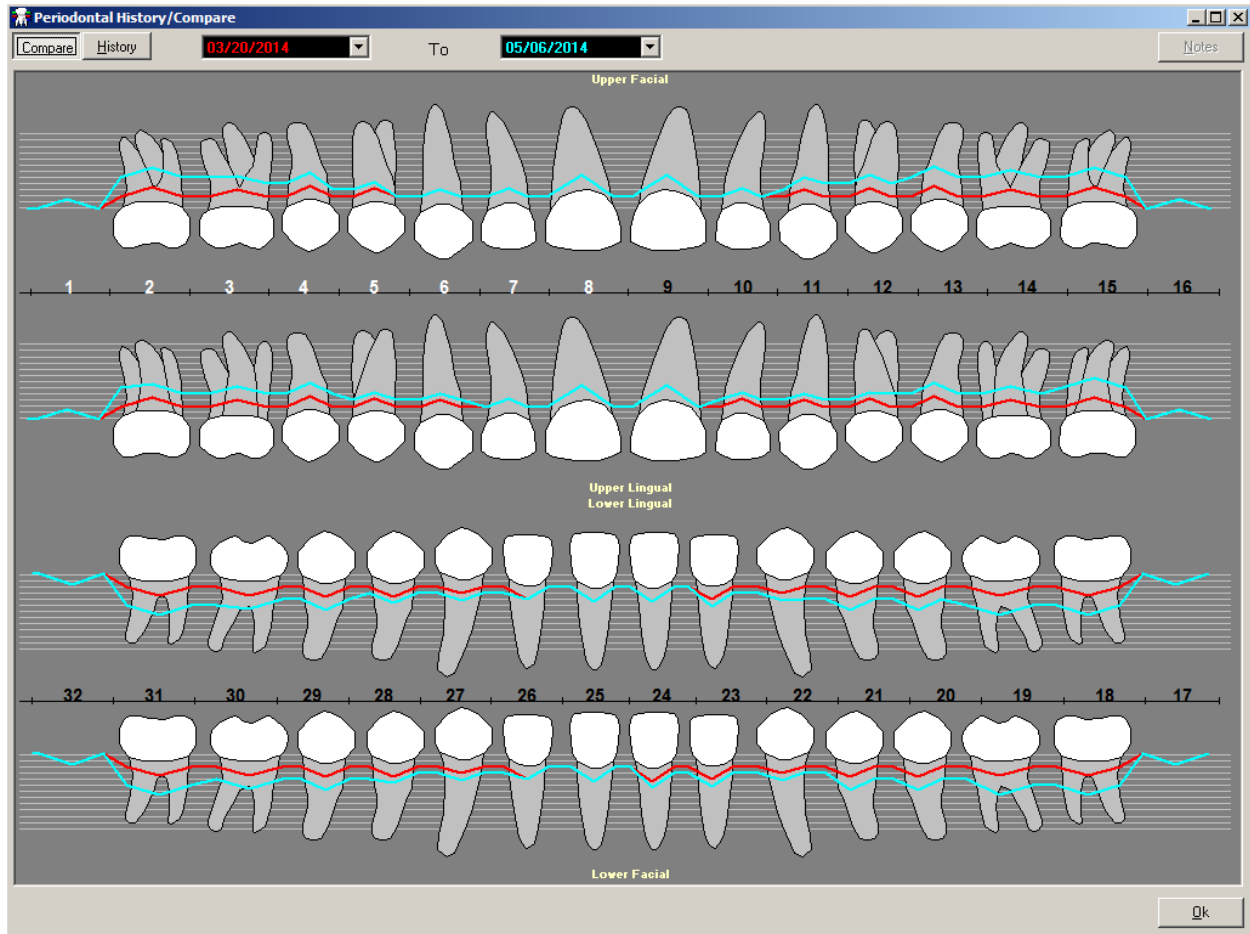 Periodontal History/Compare
Compare History 03/20/2014 To 05/06/2014 Notes
Upper Facial
1 2 3 4 5 6 7 8 9 10 11 12 13 14 15 16
Upper Lingual
Lower Lingual
32 31 30 29 28 27 26 25 24 23 22 21 20 19 18 17
Lower Facial
Ok